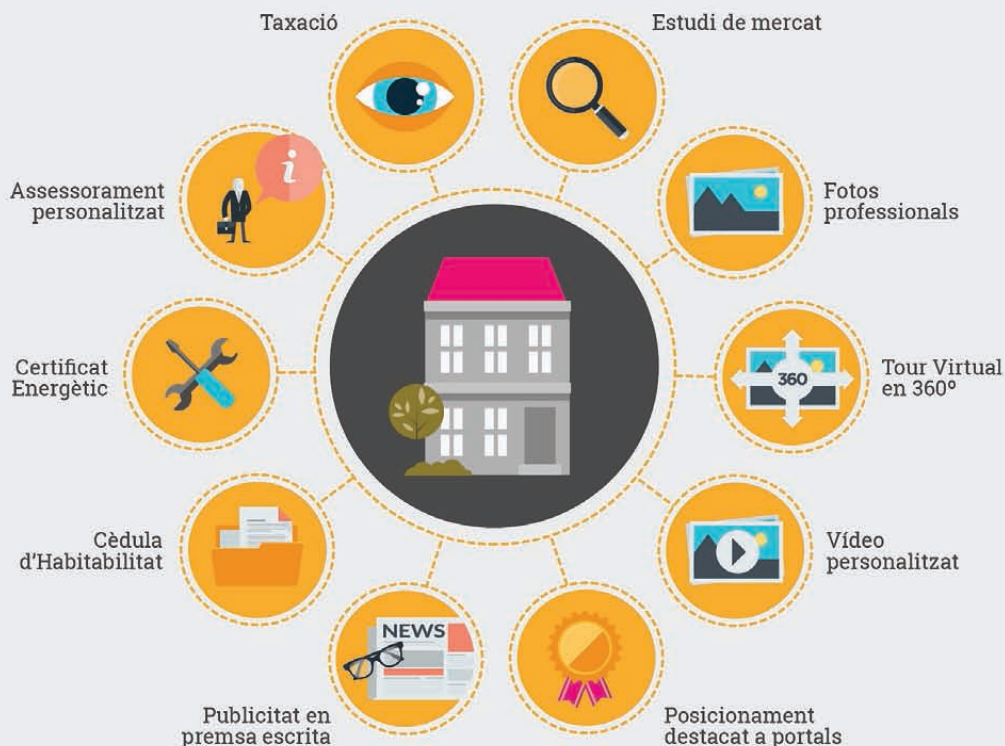 Taxació
Estudi de mercat
i
Assessorament
personalitzat
Fotos
professionals
Certificat
Energètic
360
Tour Virtual
en 360º
Cèdula
d'Habitabilitat
Vídeo
personalitzat
NEWS
Publicitat en
premsa escrita
Posicionament
destacat a portals